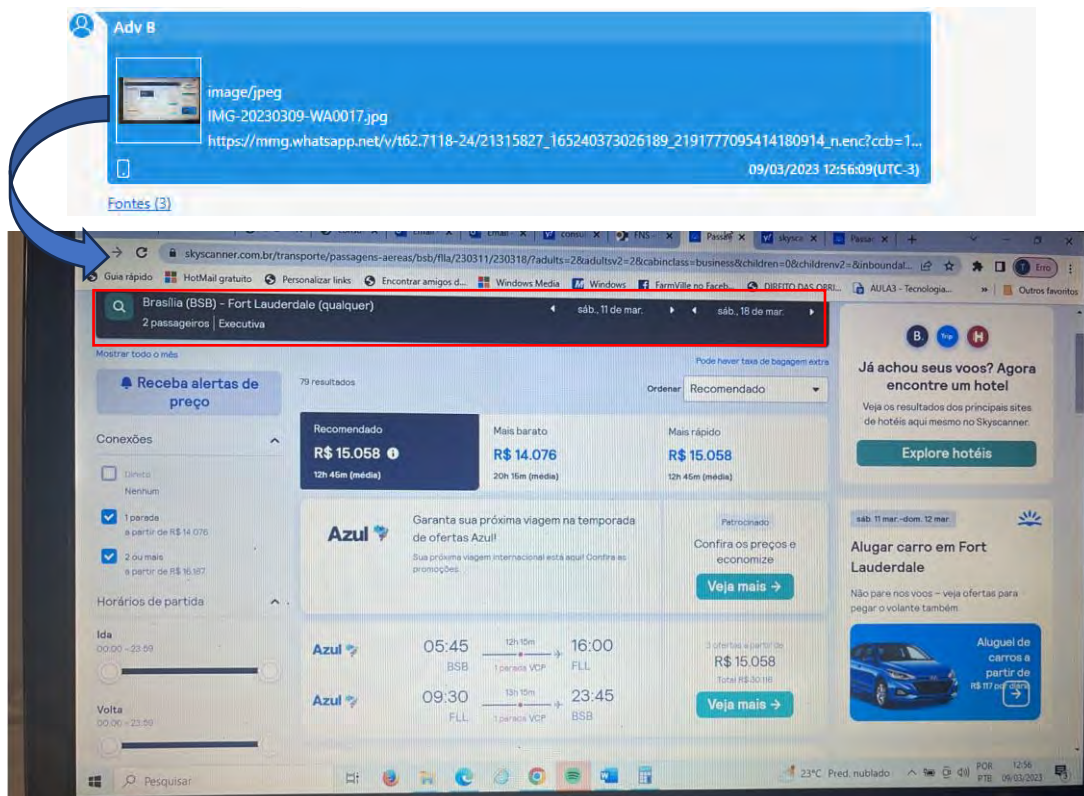 Adv B
image/jpeg
IMG-20230309-WA0017.jpg
https://mmg.whatsapp.net/v/t62.7118-24/21315827_165240373026189_2191777095414180914_n.enc?ccb=1...
09/03/2023 12:56:09(UTC-3)
Fontes (3)
Email - Email - consul FNS - Passa skysca Passa
skyscanner.com.br/transporte/passagens-aereas/bsb/flla/230311/230318/?adults=2&adultsv2=2&cabinclass=business&children=0&childrenv2=&inboundal... Erro
Guia rápido HotMail gratuito Personalizar links Encontrar amigos d... Windows Media Windows FarmVille no Faceb... DIREITO DAS OBRI... AULA3 - Tecnologia... » Outros favoritos
Brasília (BSB) - Fort Lauderdale (qualquer)
sáb., 11 de mar. sáb., 18 de mar.
2 passageiros | Executiva
Mostrar todo o mês
Pode haver taxa de bagagem extra
Receba alertas de preço
79 resultados
Ordenar Recomendado
Conexões
Direto
Nenhum
1 parada
a partir de R$ 14.076
2 ou mais
a partir de R$ 16.187
Horários de partida
Ida
00:00 - 23:59
Volta
00:00 - 23:59
Recomendado
R$ 15.058
12h 45m (média)
Mais barato
R$ 14.076
20h 15m (média)
Mais rápido
R$ 15.058
12h 45m (média)
Azul
Garanta sua próxima viagem na temporada
de ofertas Azul!
Sua próxima viagem internacional está aqui! Confira as
promoções.
Patrocinado
Confira os preços e
economize
Veja mais →
Azul 05:45 12h 15m 16:00
BSB 1 parada VCP FLL
Azul 09:30 13h 15m 23:45
FLL 1 parada VCP BSB
3 ofertas a partir de
R$ 15.058
Total R$ 30.116
Veja mais →
B. Trip H
Já achou seus voos? Agora
encontre um hotel
Veja os resultados dos principais sites
de hotéis aqui mesmo no Skyscanner.
Explore hotéis
sáb. 11 mar.-dom. 12 mar.
Alugar carro em Fort
Lauderdale
Não pare nos voos – veja ofertas para
pegar o volante também
Aluguel de
carros a
partir de
R$ 117 por diária
Pesquisar
23°C Pred. nublado
POR
PTB
12:56
09/03/2023